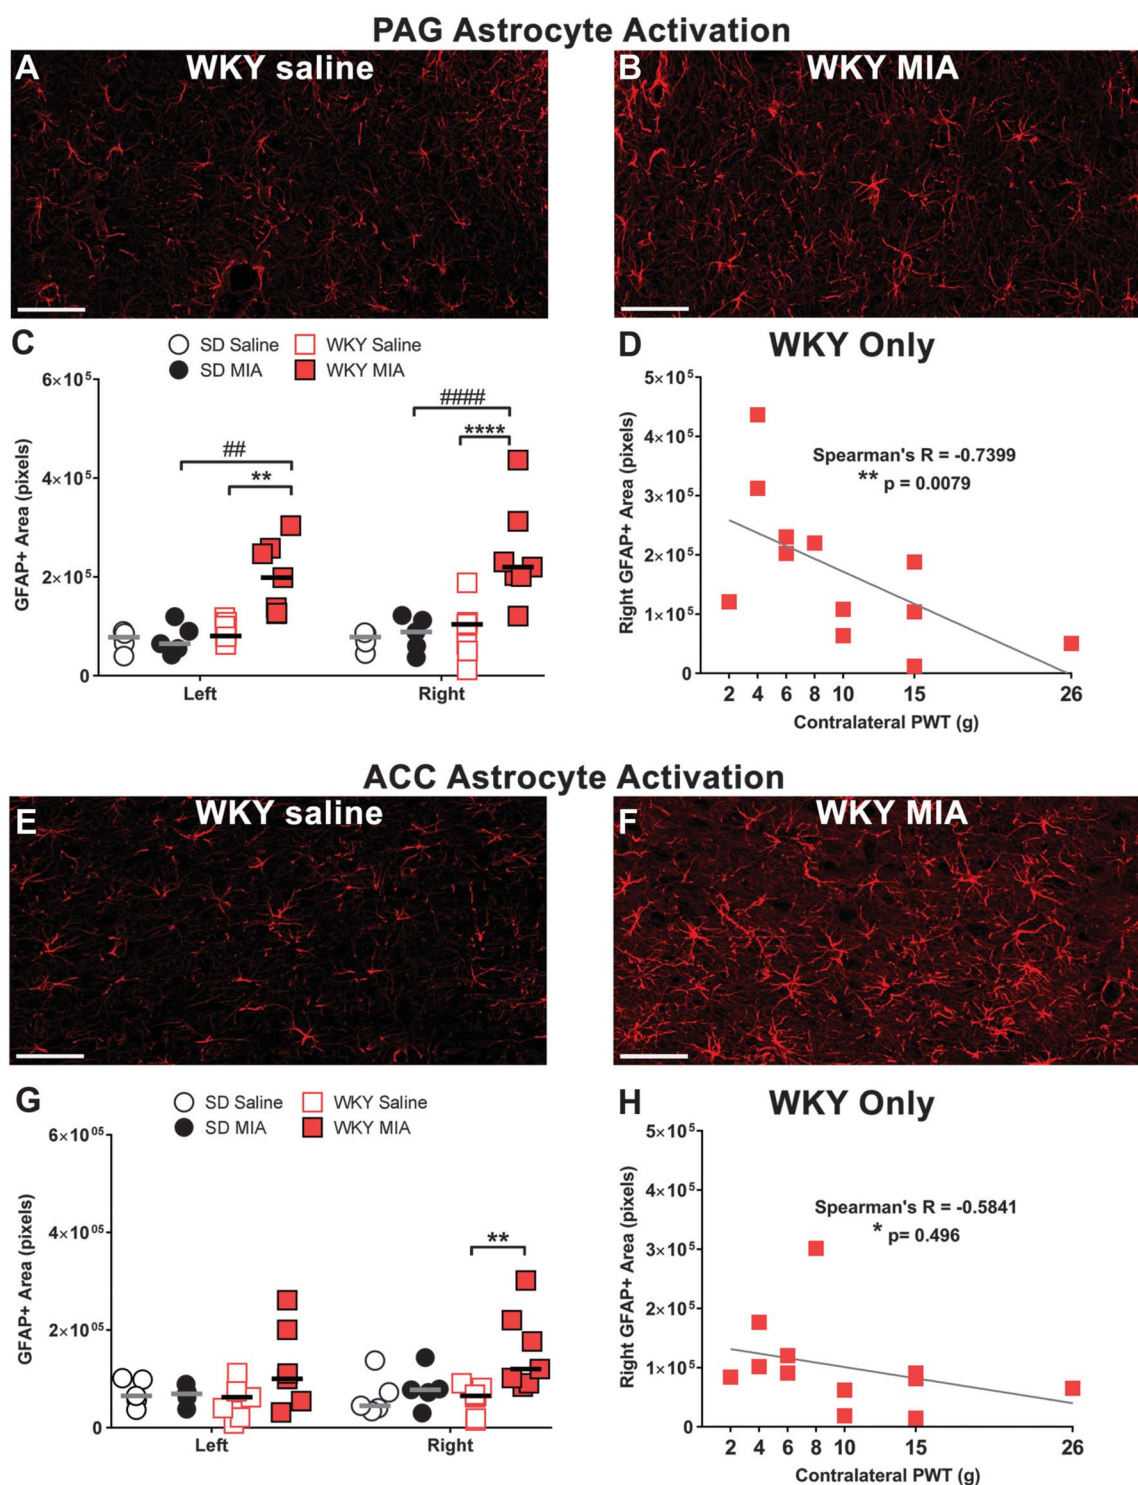 PAG Astrocyte Activation
A WKY saline
B WKY MIA
C
SD Saline WKY Saline
SD MIA WKY MIA
GFAP+ Area (pixels)
6×10⁵
4×10⁵
2×10⁵
0
##
**
####
****
Left Right
D WKY Only
Right GFAP+ Area (pixels)
5×10⁵
4×10⁵
3×10⁵
2×10⁵
1×10⁵
0
Spearman's R = -0.7399
** p = 0.0079
2 4 6 8 10 15 26
Contralateral PWT (g)
ACC Astrocyte Activation
E WKY saline
F WKY MIA
G
SD Saline WKY Saline
SD MIA WKY MIA
GFAP+ Area (pixels)
6×10⁰⁵
4×10⁰⁵
2×10⁰⁵
0
**
Left Right
H WKY Only
Right GFAP+ Area (pixels)
5×10⁵
4×10⁵
3×10⁵
2×10⁵
1×10⁵
0
Spearman's R = -0.5841
* p= 0.496
2 4 6 8 10 15 26
Contralateral PWT (g)